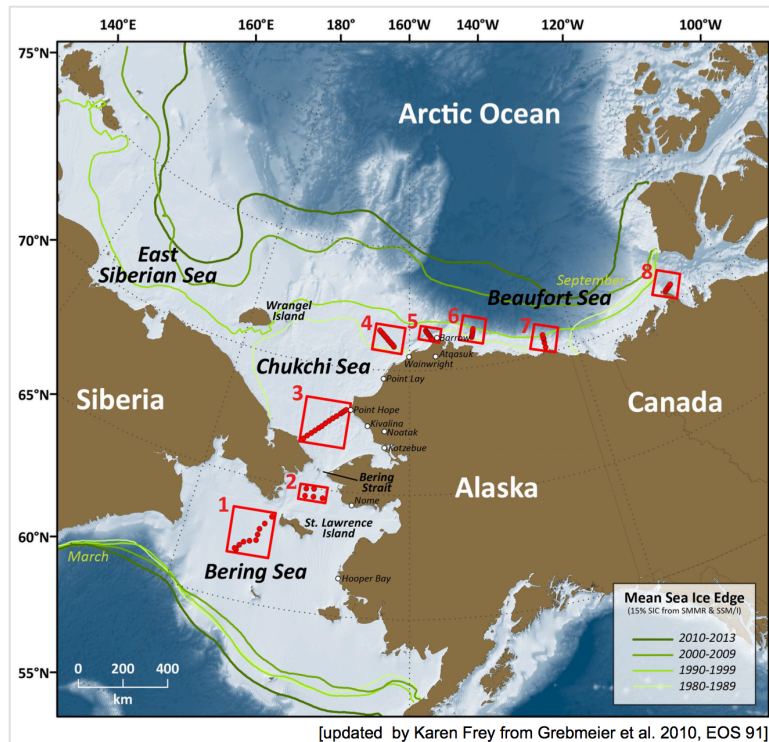 140°E 160°E 180° 160°W 140°W 120°W 100°W
75°N
Arctic Ocean
70°N
East
Siberian Sea
September
8
Beaufort Sea
Wrangel
Island
4 5 6 7
Barrow
Wainwright Atqasuk
Chukchi Sea
Point Lay
65°N
Siberia
3
Canada
Point Hope
Kivalina
Noatak
Kotzebue
Bering
Strait
2
Alaska
Nome
1
St. Lawrence
Island
60°N
March
Bering Sea
Hooper Bay
Mean Sea Ice Edge
(15% SIC from SMMR & SSM/I)
2010-2013
2000-2009
1990-1999
1980-1989
55°N
0 200 400
km
[updated by Karen Frey from Grebmeier et al. 2010, EOS 91]